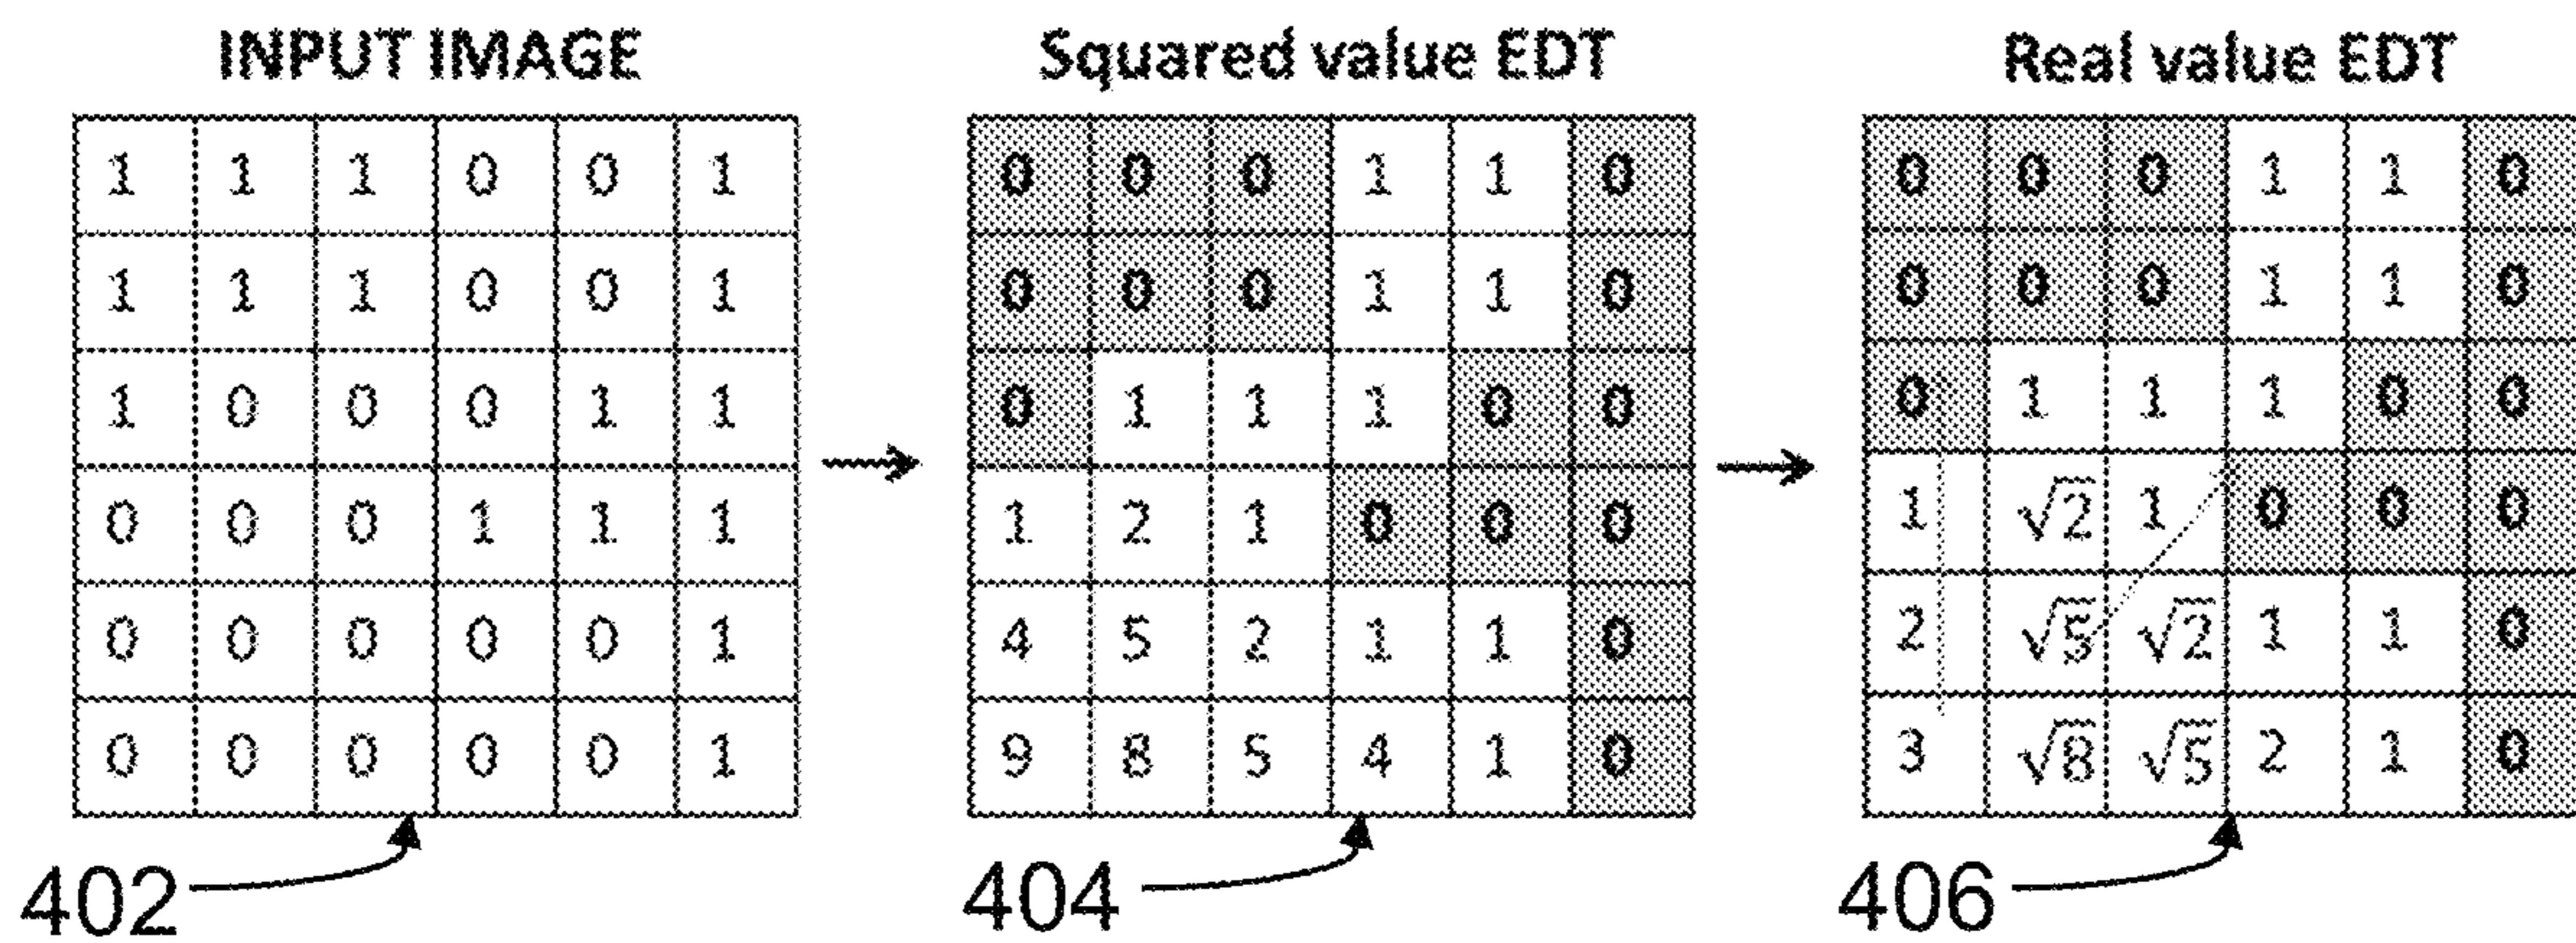 INPUT IMAGE
1 1 1 0 0 1
1 1 1 0 0 1
1 0 0 0 1 1
0 0 0 1 1 1
0 0 0 0 0 1
0 0 0 0 0 1
402
Squared value EDT
0 0 0 1 1 0
0 0 0 1 1 0
0 1 1 1 0 0
1 2 1 0 0 0
4 5 2 1 1 0
9 8 5 4 1 0
404
Real value EDT
0 0 0 1 1 0
0 0 0 1 1 0
0 1 1 1 0 0
1 √2 1 0 0 0
2 √5 √2 1 1 0
3 √8 √5 2 1 0
406